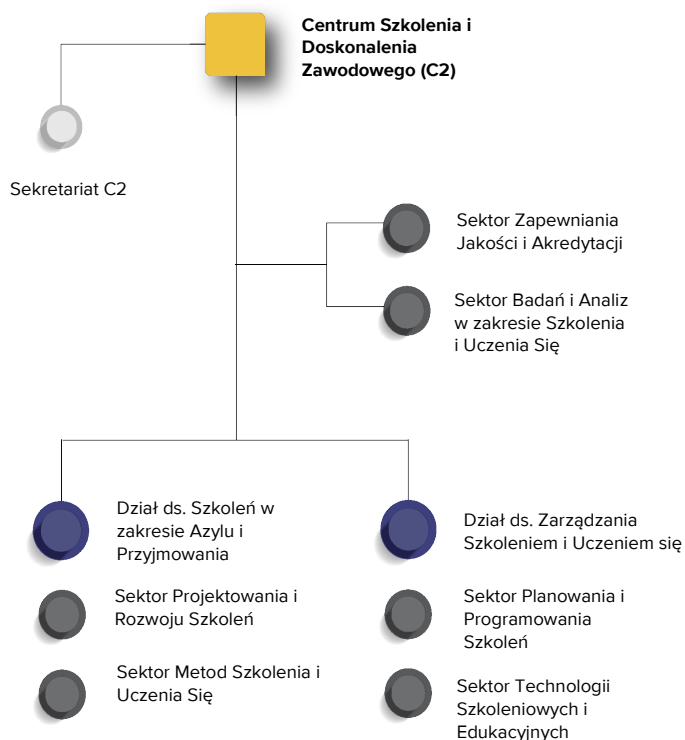 Centrum Szkolenia i
Doskonalenia
Zawodowego (C2)
Sekretariat C2
Sektor Zapewniania
Jakości i Akredytacji
Sektor Badań i Analiz
w zakresie Szkolenia
i Uczenia Się
Dział ds. Szkoleń w
zakresie Azylu i
Przyjmowania
Sektor Projektowania i
Rozwoju Szkoleń
Sektor Metod Szkolenia i
Uczenia Się
Dział ds. Zarządzania
Szkoleniem i Uczeniem się
Sektor Planowania i
Programowania
Szkoleń
Sektor Technologii
Szkoleniowych i
Edukacyjnych